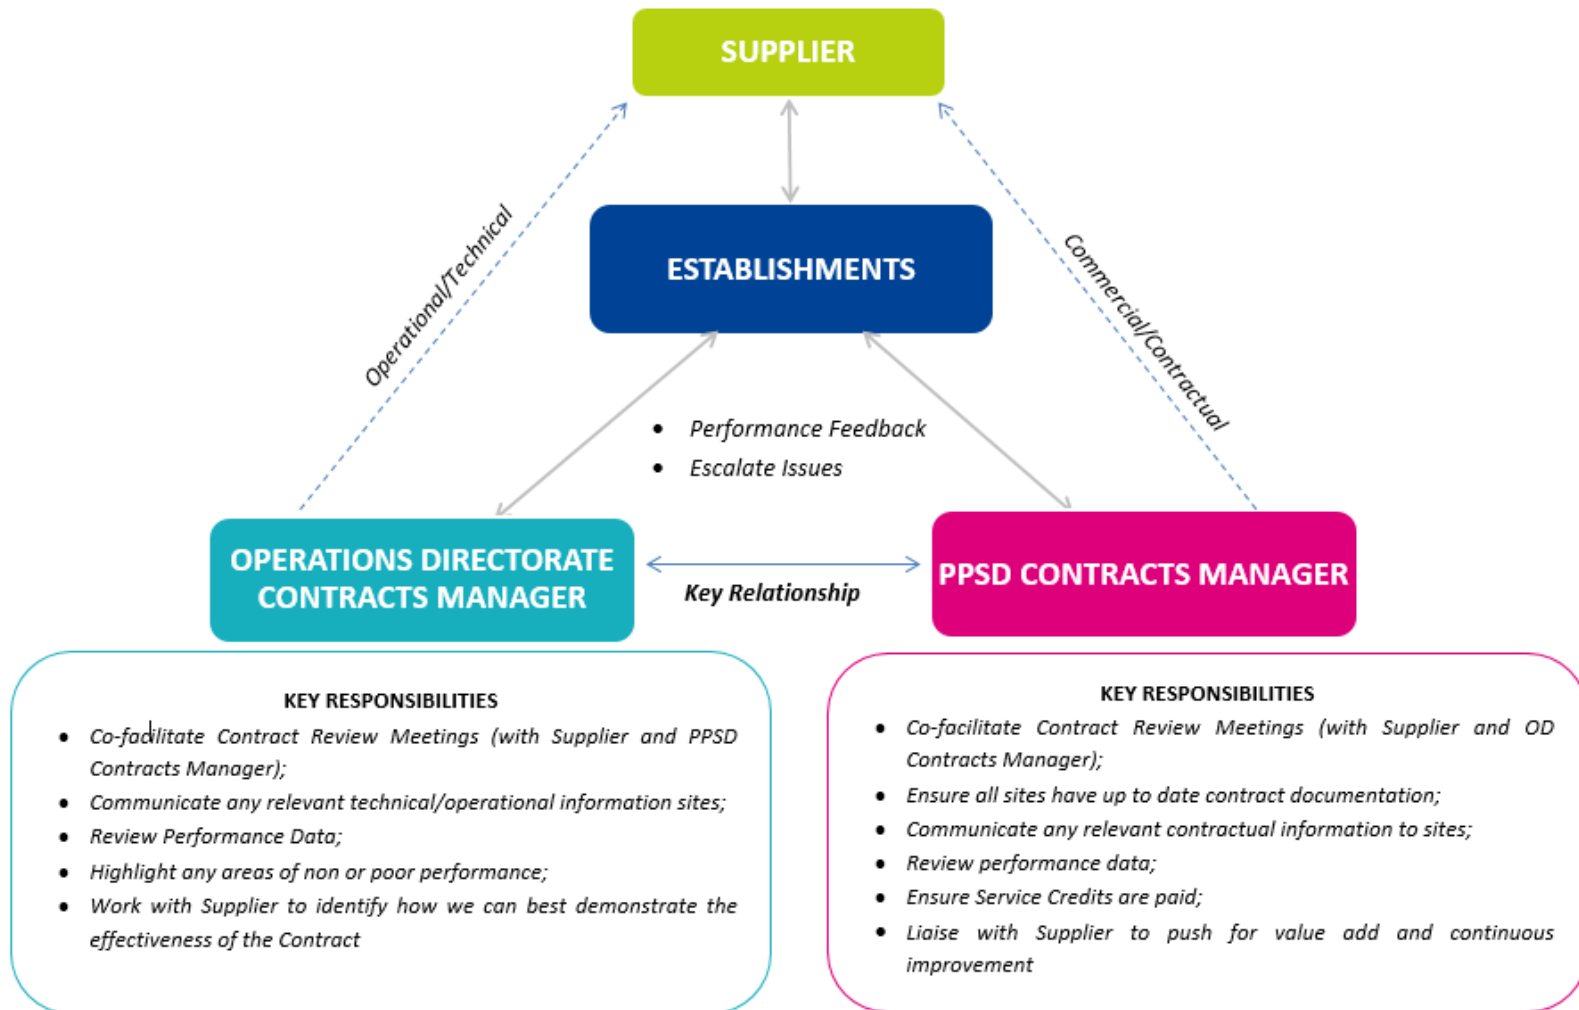 SUPPLIER
ESTABLISHMENTS
Operational/Technical
Commercial/Contractual
• Performance Feedback
• Escalate Issues
OPERATIONS DIRECTORATE
CONTRACTS MANAGER
Key Relationship
PPSD CONTRACTS MANAGER
KEY RESPONSIBILITIES
• Co-facilitate Contract Review Meetings (with Supplier and PPSD
Contracts Manager);
• Communicate any relevant technical/operational information sites;
• Review Performance Data;
• Highlight any areas of non or poor performance;
• Work with Supplier to identify how we can best demonstrate the
effectiveness of the Contract
KEY RESPONSIBILITIES
• Co-facilitate Contract Review Meetings (with Supplier and OD
Contracts Manager);
• Ensure all sites have up to date contract documentation;
• Communicate any relevant contractual information to sites;
• Review performance data;
• Ensure Service Credits are paid;
• Liaise with Supplier to push for value add and continuous
improvement